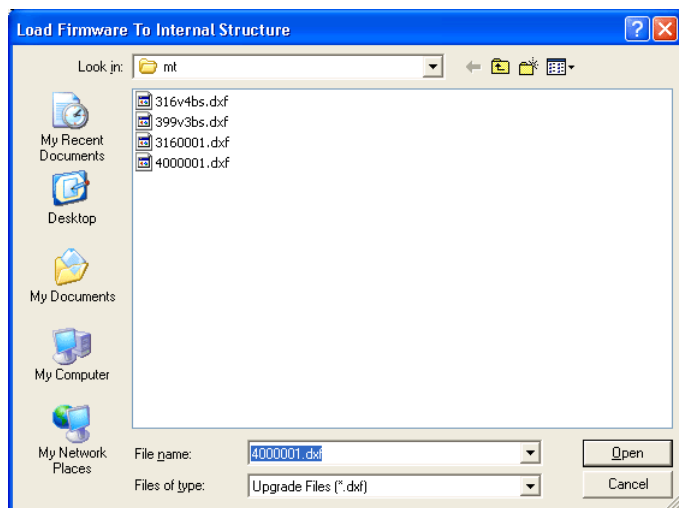 Load Firmware To Internal Structure
Look in: mt
316v4bs.dxf
399v3bs.dxf
3160001.dxf
4000001.dxf
My Recent
Documents
Desktop
My Documents
My Computer
My Network
Places
File name: 4000001.dxf Open
Files of type: Upgrade Files (*.dxf) Cancel